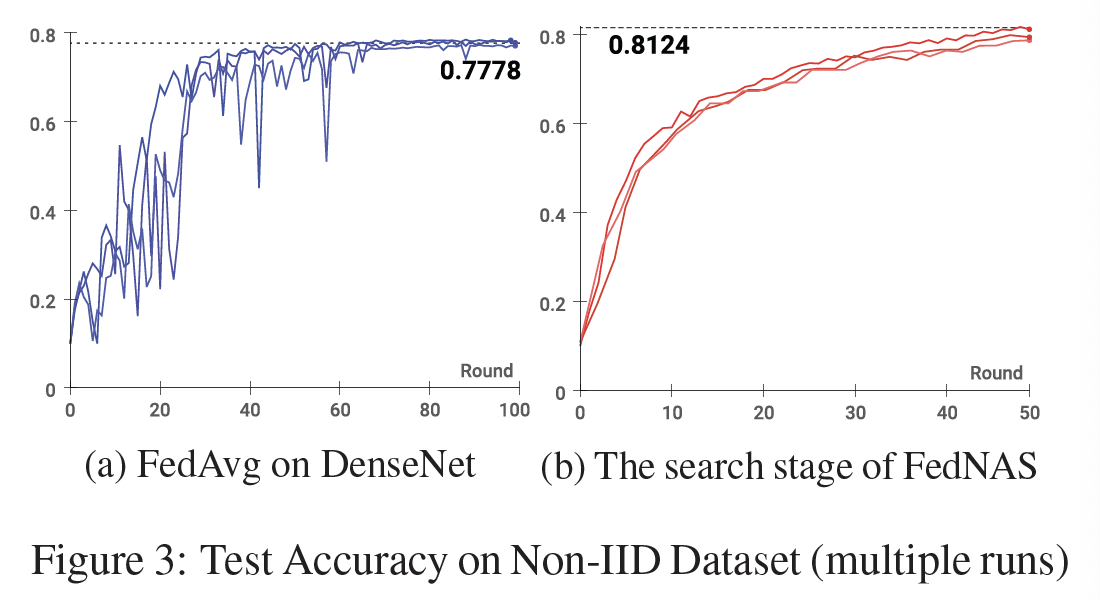 0.8
0.6
0.4
0.2
0
0.7778
Round
0 20 40 60 80 100
(a) FedAvg on DenseNet
0.8
0.6
0.4
0.2
0
0.8124
Round
0 10 20 30 40 50
(b) The search stage of FedNAS
Figure 3: Test Accuracy on Non-IID Dataset (multiple runs)